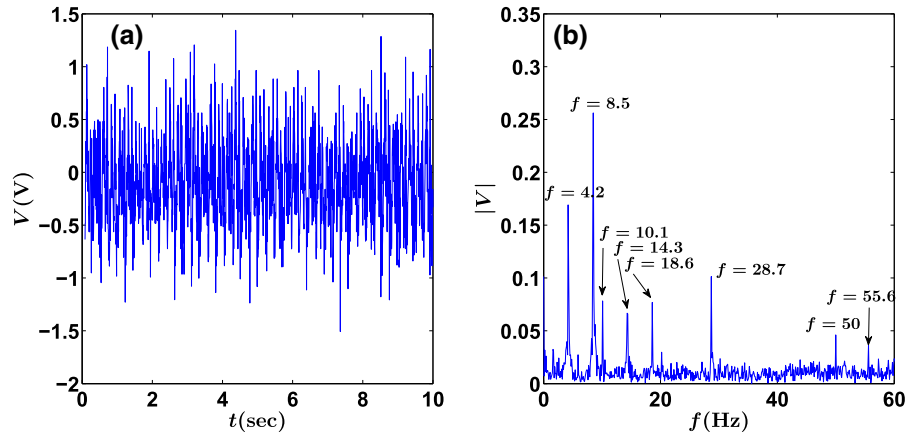 (a)
1.5
1
0.5
0
−0.5
−1
−1.5
−2
V(V)
0 2 4 6 8 10
t(sec)
(b)
0.35
0.3
0.25
0.2
0.15
0.1
0.05
0
|V|
f = 8.5
f = 4.2
f = 10.1
f = 14.3
f = 18.6
f = 28.7
f = 55.6
f = 50
0 20 40 60
f(Hz)